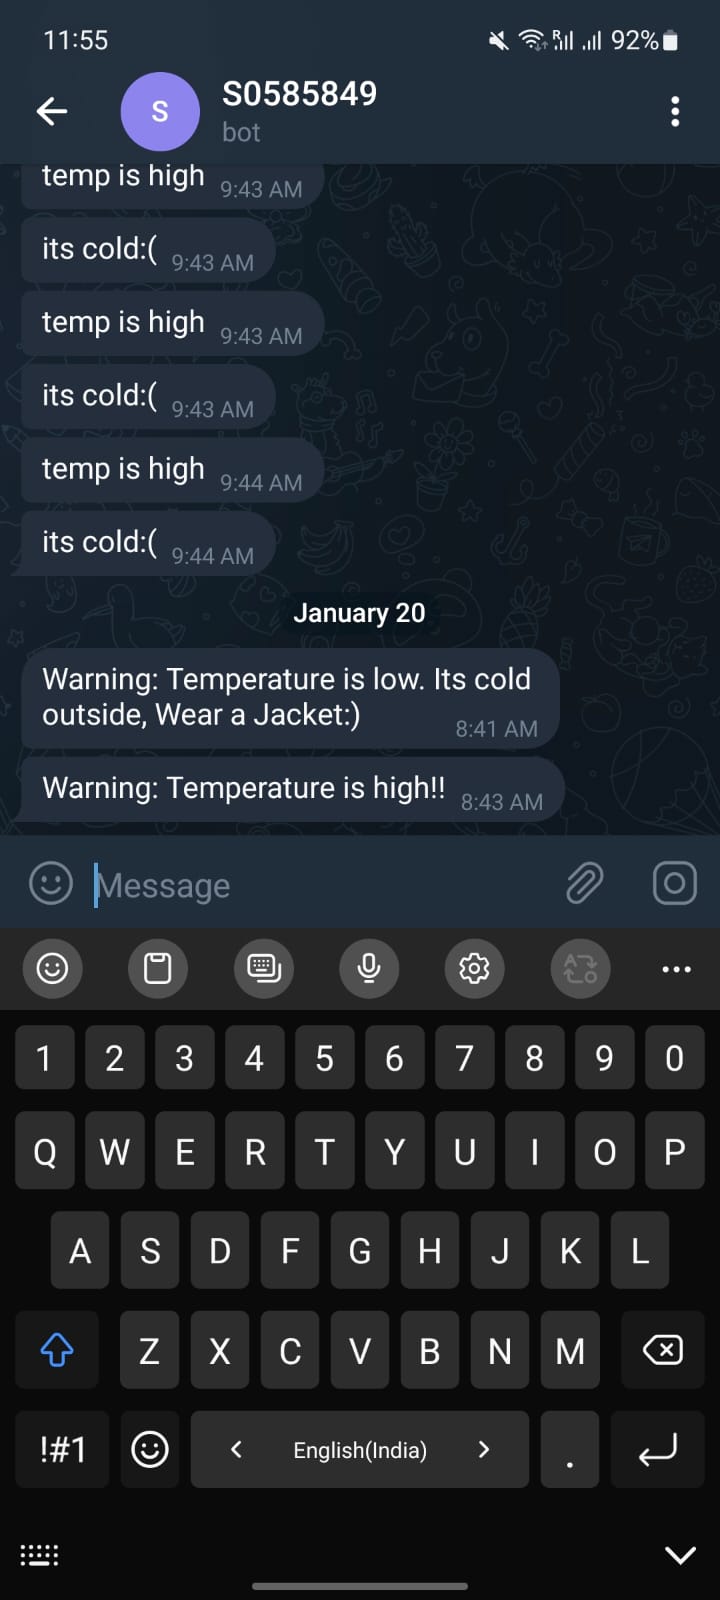 11:55
R
92%
S
S0585849
bot
temp is high 9:43 AM
its cold:( 9:43 AM
temp is high 9:43 AM
its cold:( 9:43 AM
temp is high 9:44 AM
its cold:( 9:44 AM
January 20
Warning: Temperature is low. Its cold
outside, Wear a Jacket:) 8:41 AM
Warning: Temperature is high!! 8:43 AM
Message
1 2 3 4 5 6 7 8 9 0
Q W E R T Y U I O P
A S D F G H J K L
Z X C V B N M
!#1 < English(India) > .